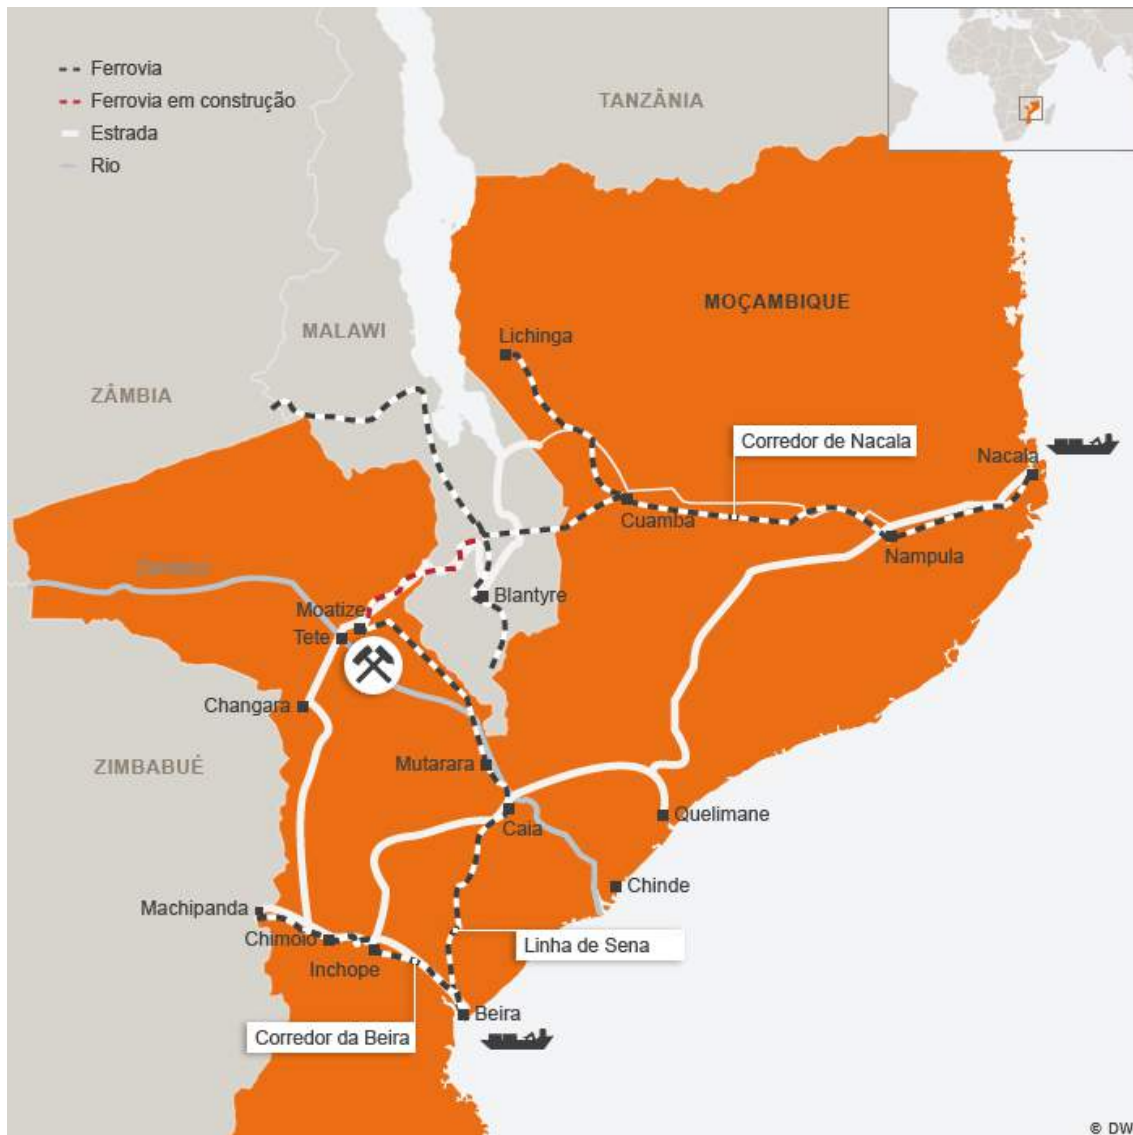 Ferrovia
Ferrovia em construção
Estrada
Rio
TANZÂNIA
MOÇAMBIQUE
MALAWI
Lichinga
ZÂMBIA
Corredor de Nacala
Nacala
Cuamba
Nampula
Zambeze
Blantyre
Moatize
Tete
Changara
ZIMBABUÉ
Mutarara
Caia
Quelimane
Chinde
Machipanda
Chimoio
Linha de Sena
Inchope
Beira
Corredor da Beira
© DW